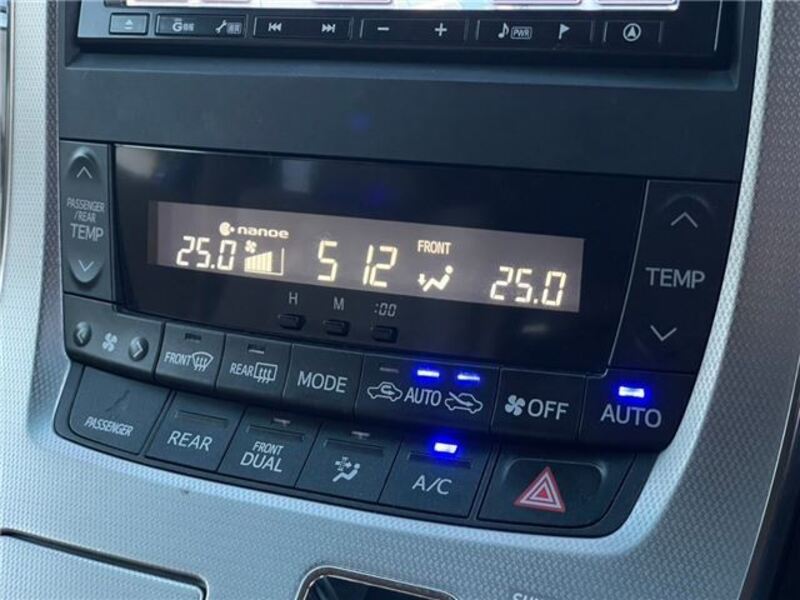 PWR
nanoe
25.0
5 12
FRONT
25.0
PASSENGER
/REAR
TEMP
TEMP
H
M
:00
FRONT
REAR
MODE
AUTO
OFF
AUTO
PASSENGER
REAR
FRONT
DUAL
A/C